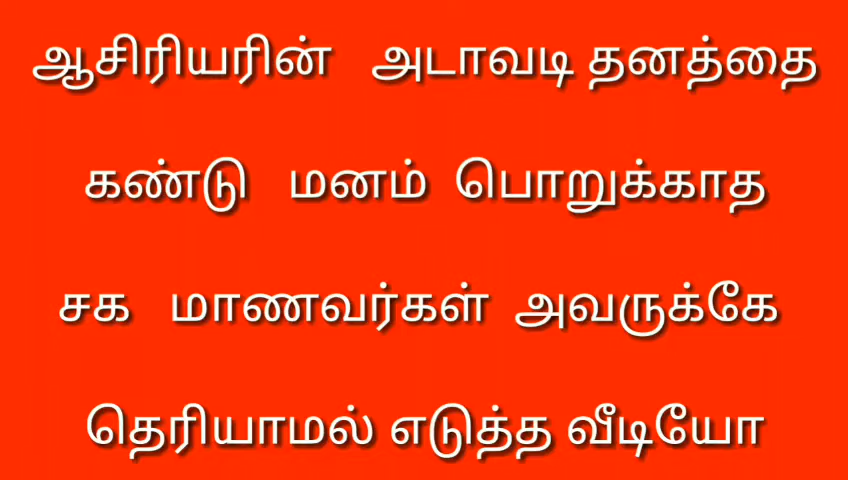 ஆசிரியரின் அடாவடி தனத்தை
கண்டு மனம் பொறுக்காத
சக மாணவர்கள் அவருக்கே
தெரியாமல் எடுத்த வீடியோ